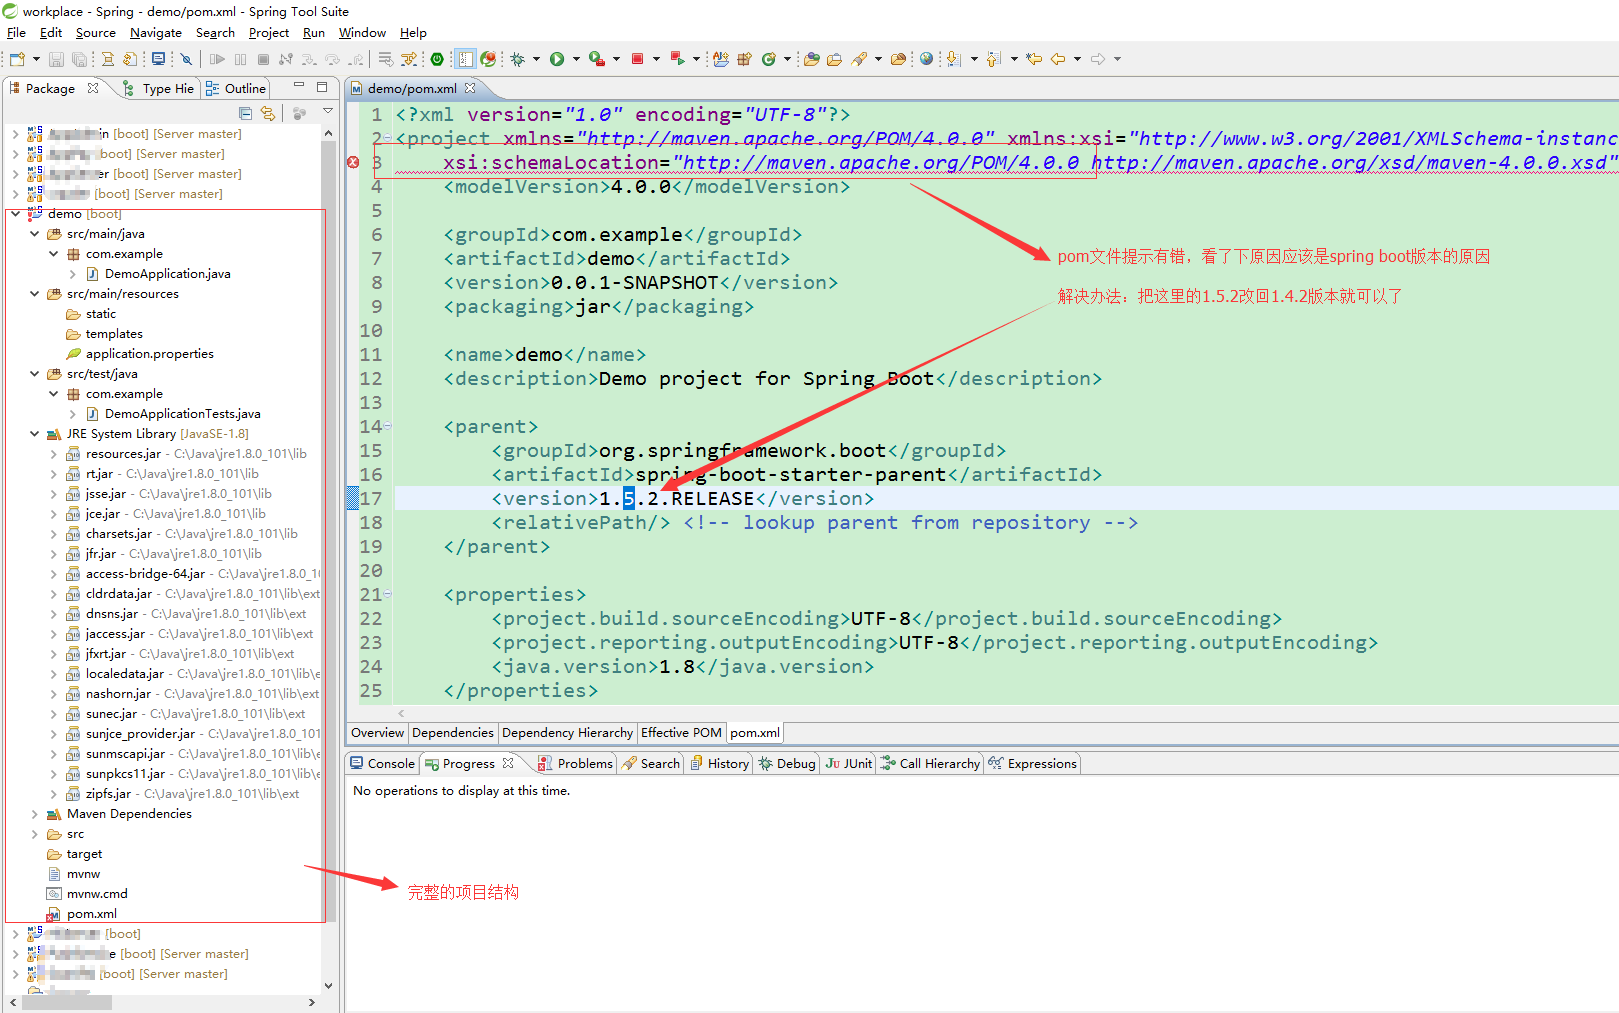 workplace - Spring - demo/pom.xml - Spring Tool Suite
File Edit Source Navigate Search Project Run Window Help
Package Type Hie Outline
demo/pom.xml
[boot] [Server master]
[boot] [Server master]
[boot] [Server master]
[boot] [Server master]
demo [boot]
src/main/java
com.example
DemoApplication.java
src/main/resources
static
templates
application.properties
src/test/java
com.example
DemoApplicationTests.java
JRE System Library [JavaSE-1.8]
resources.jar - C:\Java\jre1.8.0_101\lib
rt.jar - C:\Java\jre1.8.0_101\lib
jsse.jar - C:\Java\jre1.8.0_101\lib
jce.jar - C:\Java\jre1.8.0_101\lib
charsets.jar - C:\Java\jre1.8.0_101\lib
jfr.jar - C:\Java\jre1.8.0_101\lib
access-bridge-64.jar - C:\Java\jre1.8.0_1
cldrdata.jar - C:\Java\jre1.8.0_101\lib\ext
dnsns.jar - C:\Java\jre1.8.0_101\lib\ext
jaccess.jar - C:\Java\jre1.8.0_101\lib\ext
jfxrt.jar - C:\Java\jre1.8.0_101\lib\ext
localedata.jar - C:\Java\jre1.8.0_101\lib\e
nashorn.jar - C:\Java\jre1.8.0_101\lib\ext
sunec.jar - C:\Java\jre1.8.0_101\lib\ext
sunjce_provider.jar - C:\Java\jre1.8.0_101
sunmscapi.jar - C:\Java\jre1.8.0_101\lib\e
sunpkcs11.jar - C:\Java\jre1.8.0_101\lib\e
zipfs.jar - C:\Java\jre1.8.0_101\lib\ext
Maven Dependencies
src
target
mvnw
mvnw.cmd
pom.xml
[boot]
[boot] [Server master]
[boot] [Server master]
完整的项目结构
1 <?xml version="1.0" encoding="UTF-8"?>
2 <project xmlns="http://maven.apache.org/POM/4.0.0" xmlns:xsi="http://www.w3.org/2001/XMLSchema-instanc
3 xsi:schemaLocation="http://maven.apache.org/POM/4.0.0 http://maven.apache.org/xsd/maven-4.0.0.xsd"
4 <modelVersion>4.0.0</modelVersion>
5
6 <groupId>com.example</groupId>
7 <artifactId>demo</artifactId>
8 <version>0.0.1-SNAPSHOT</version>
9 <packaging>jar</packaging>
10
11 <name>demo</name>
12 <description>Demo project for Spring Boot</description>
13
14 <parent>
15 <groupId>org.springframework.boot</groupId>
16 <artifactId>spring-boot-starter-parent</artifactId>
17 <version>1.5.2.RELEASE</version>
18 <relativePath/> <!-- lookup parent from repository -->
19 </parent>
20
21 <properties>
22 <project.build.sourceEncoding>UTF-8</project.build.sourceEncoding>
23 <project.reporting.outputEncoding>UTF-8</project.reporting.outputEncoding>
24 <java.version>1.8</java.version>
25 </properties>
pom文件提示有错，看了下原因应该是spring boot版本的原因
解决办法：把这里的1.5.2改回1.4.2版本就可以了
Overview Dependencies Dependency Hierarchy Effective POM pom.xml
Console Progress Problems Search History Debug JUnit Call Hierarchy Expressions
No operations to display at this time.